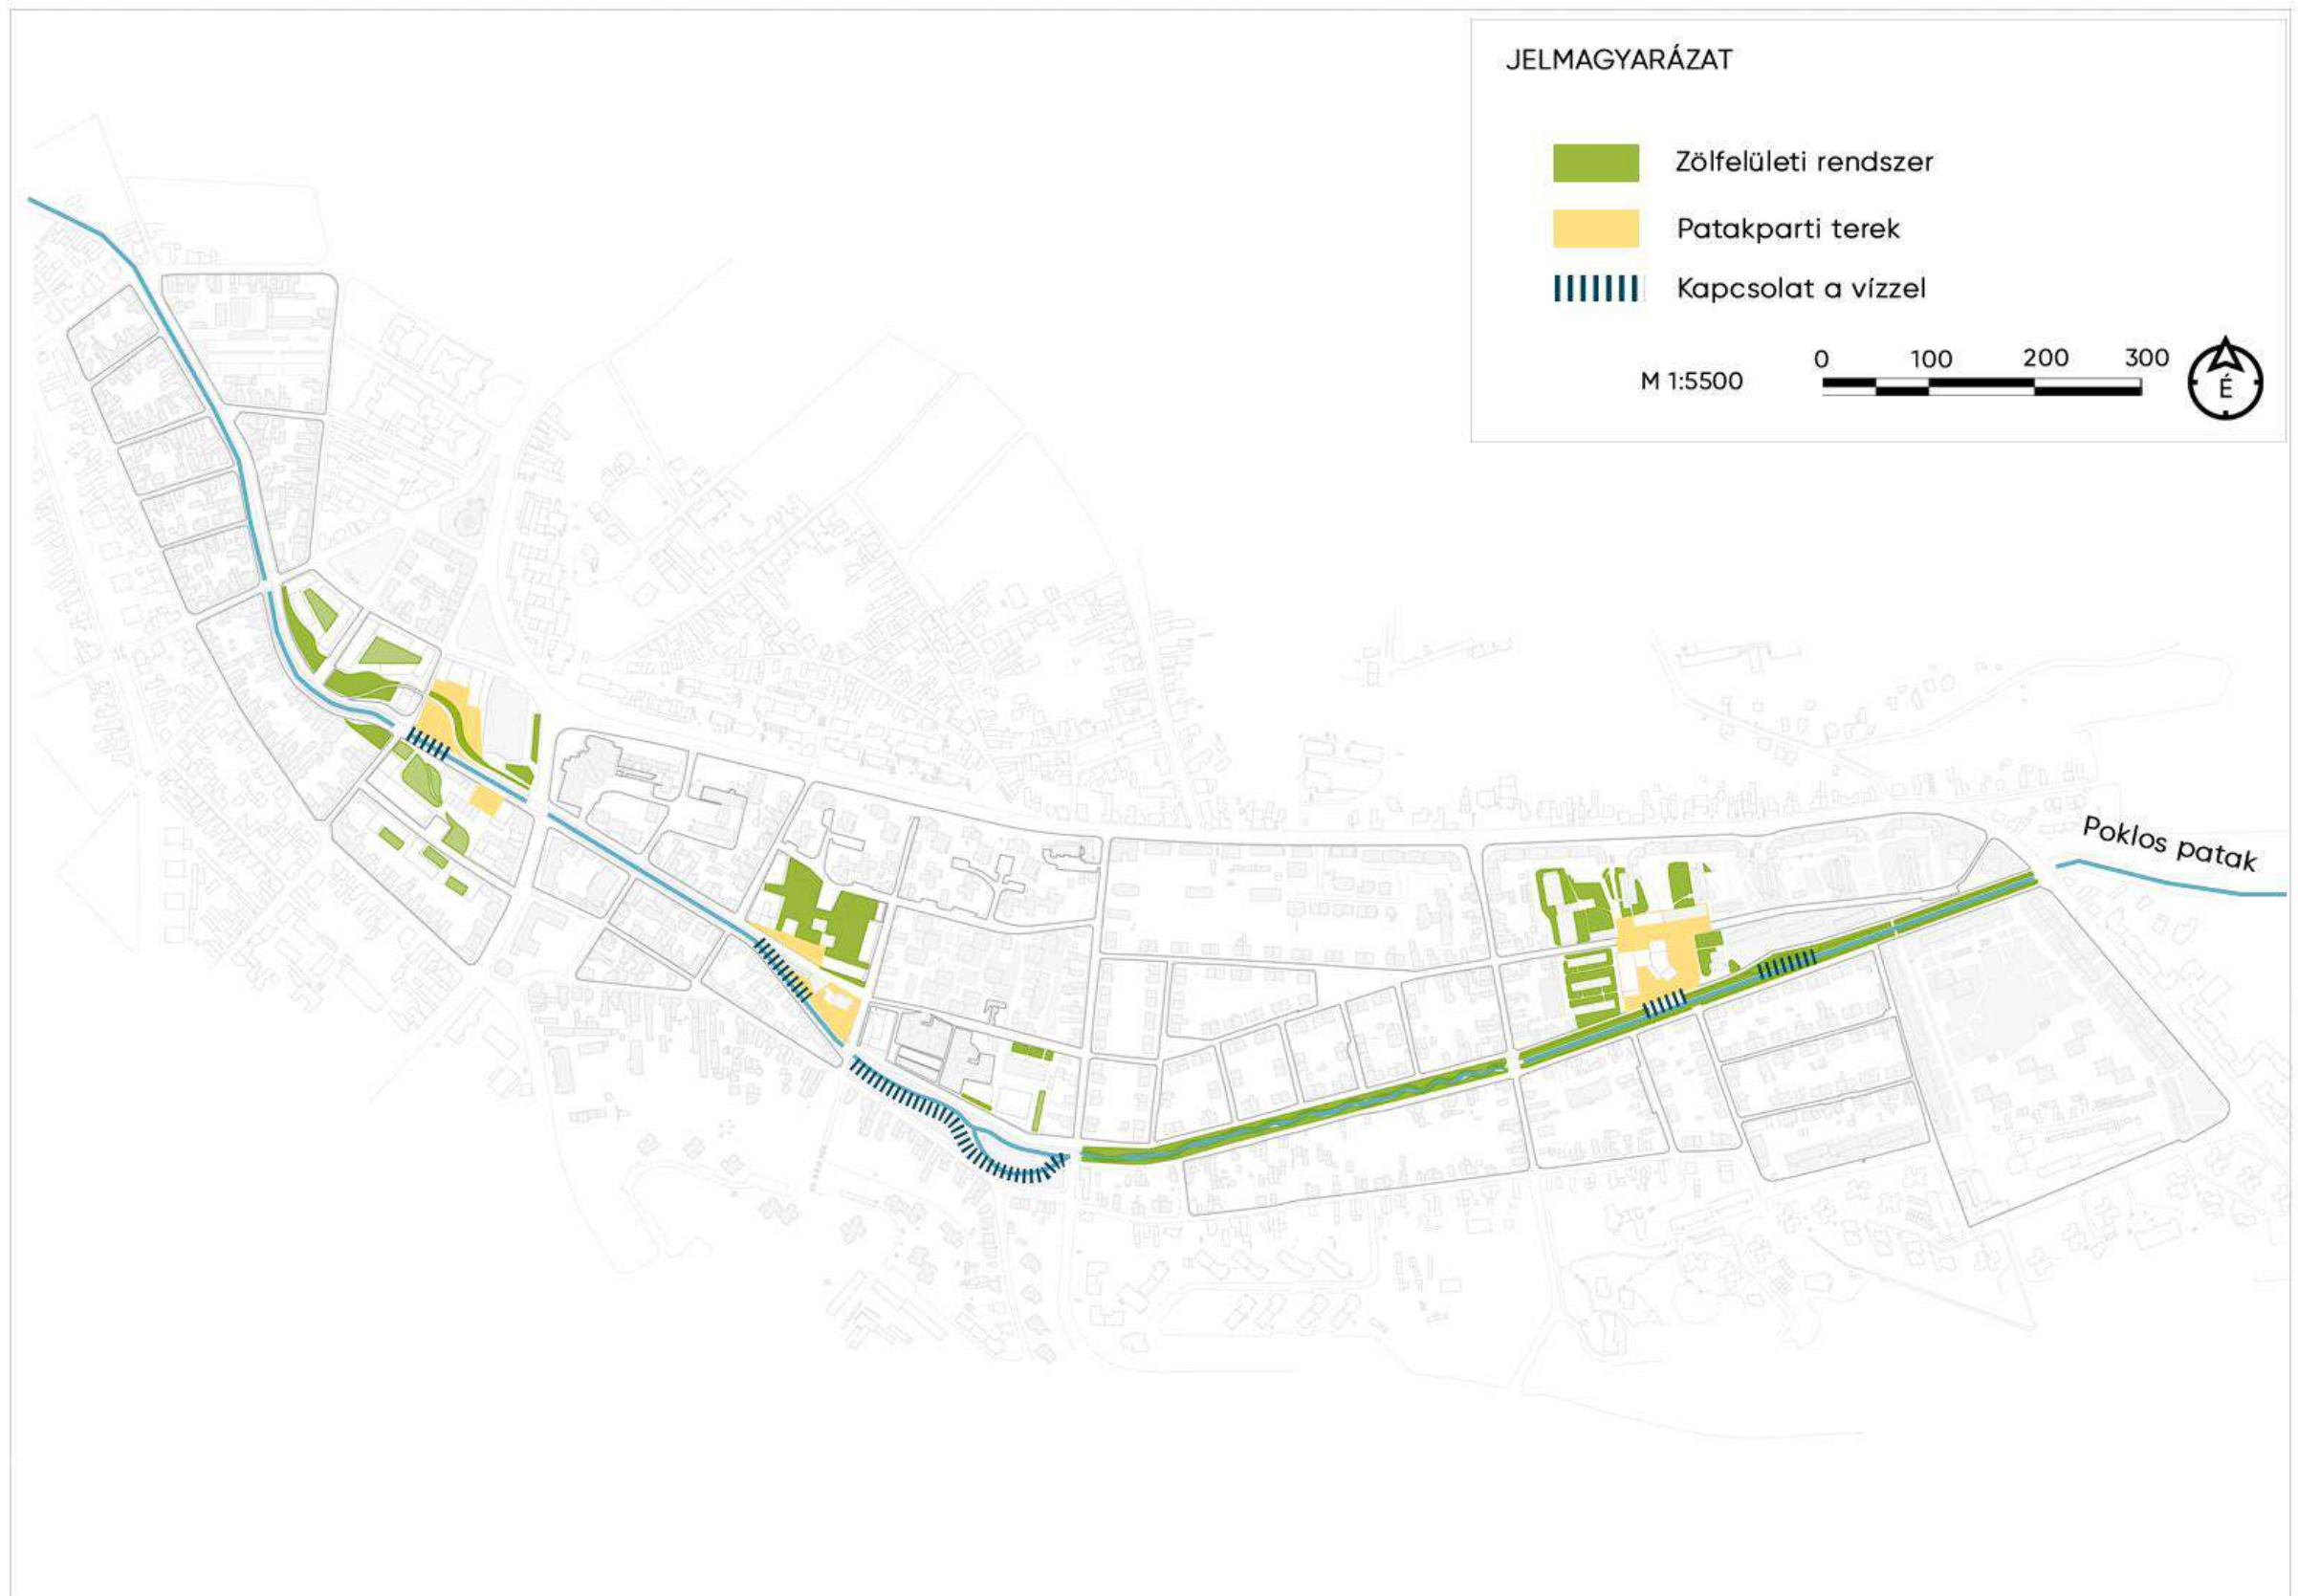 JELMAGYARÁZAT
Zölfelületi rendszer
Patakparti terek
Kapcsolat a vízzel
0 100 200 300
M 1:5500
É
Poklos patak